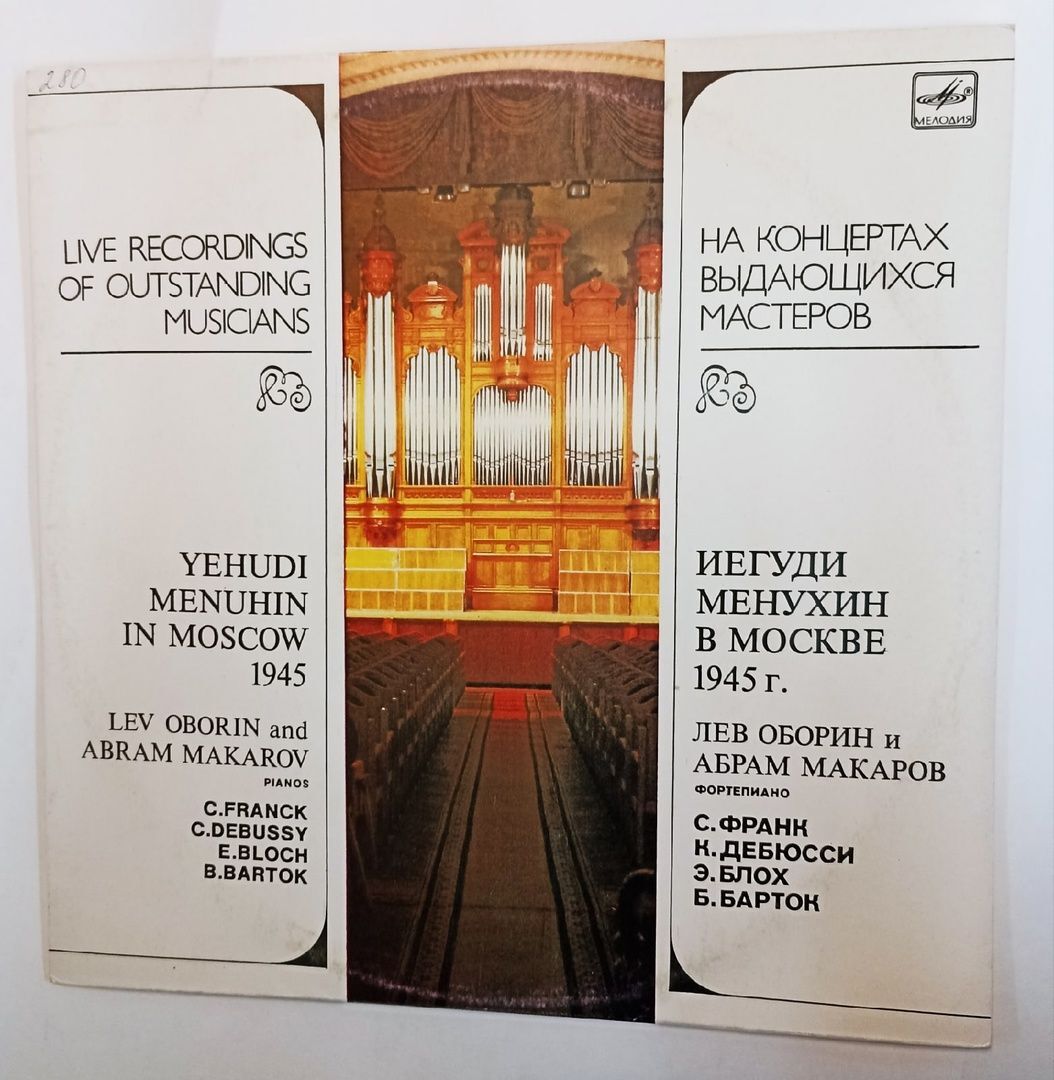 280
LIVE RECORDINGS
OF OUTSTANDING
MUSICIANS
YEHUDI
MENUHIN
IN MOSCOW
1945
LEV OBORIN and
ABRAM MAKAROV
PIANOS
C.FRANCK
C.DEBUSSY
E.BLOCH
B.BARTOK
МЕЛОДИЯ
НА КОНЦЕРТАХ
ВЫДАЮЩИХСЯ
МАСТЕРОВ
ИЕГУДИ
МЕНУХИН
В МОСКВЕ
1945 г.
ЛЕВ ОБОРИН и
АБРАМ МАКАРОВ
ФОРТЕПИАНО
С.ФРАНК
К.ДЕБЮССИ
Э.БЛОХ
Б.БАРТОК